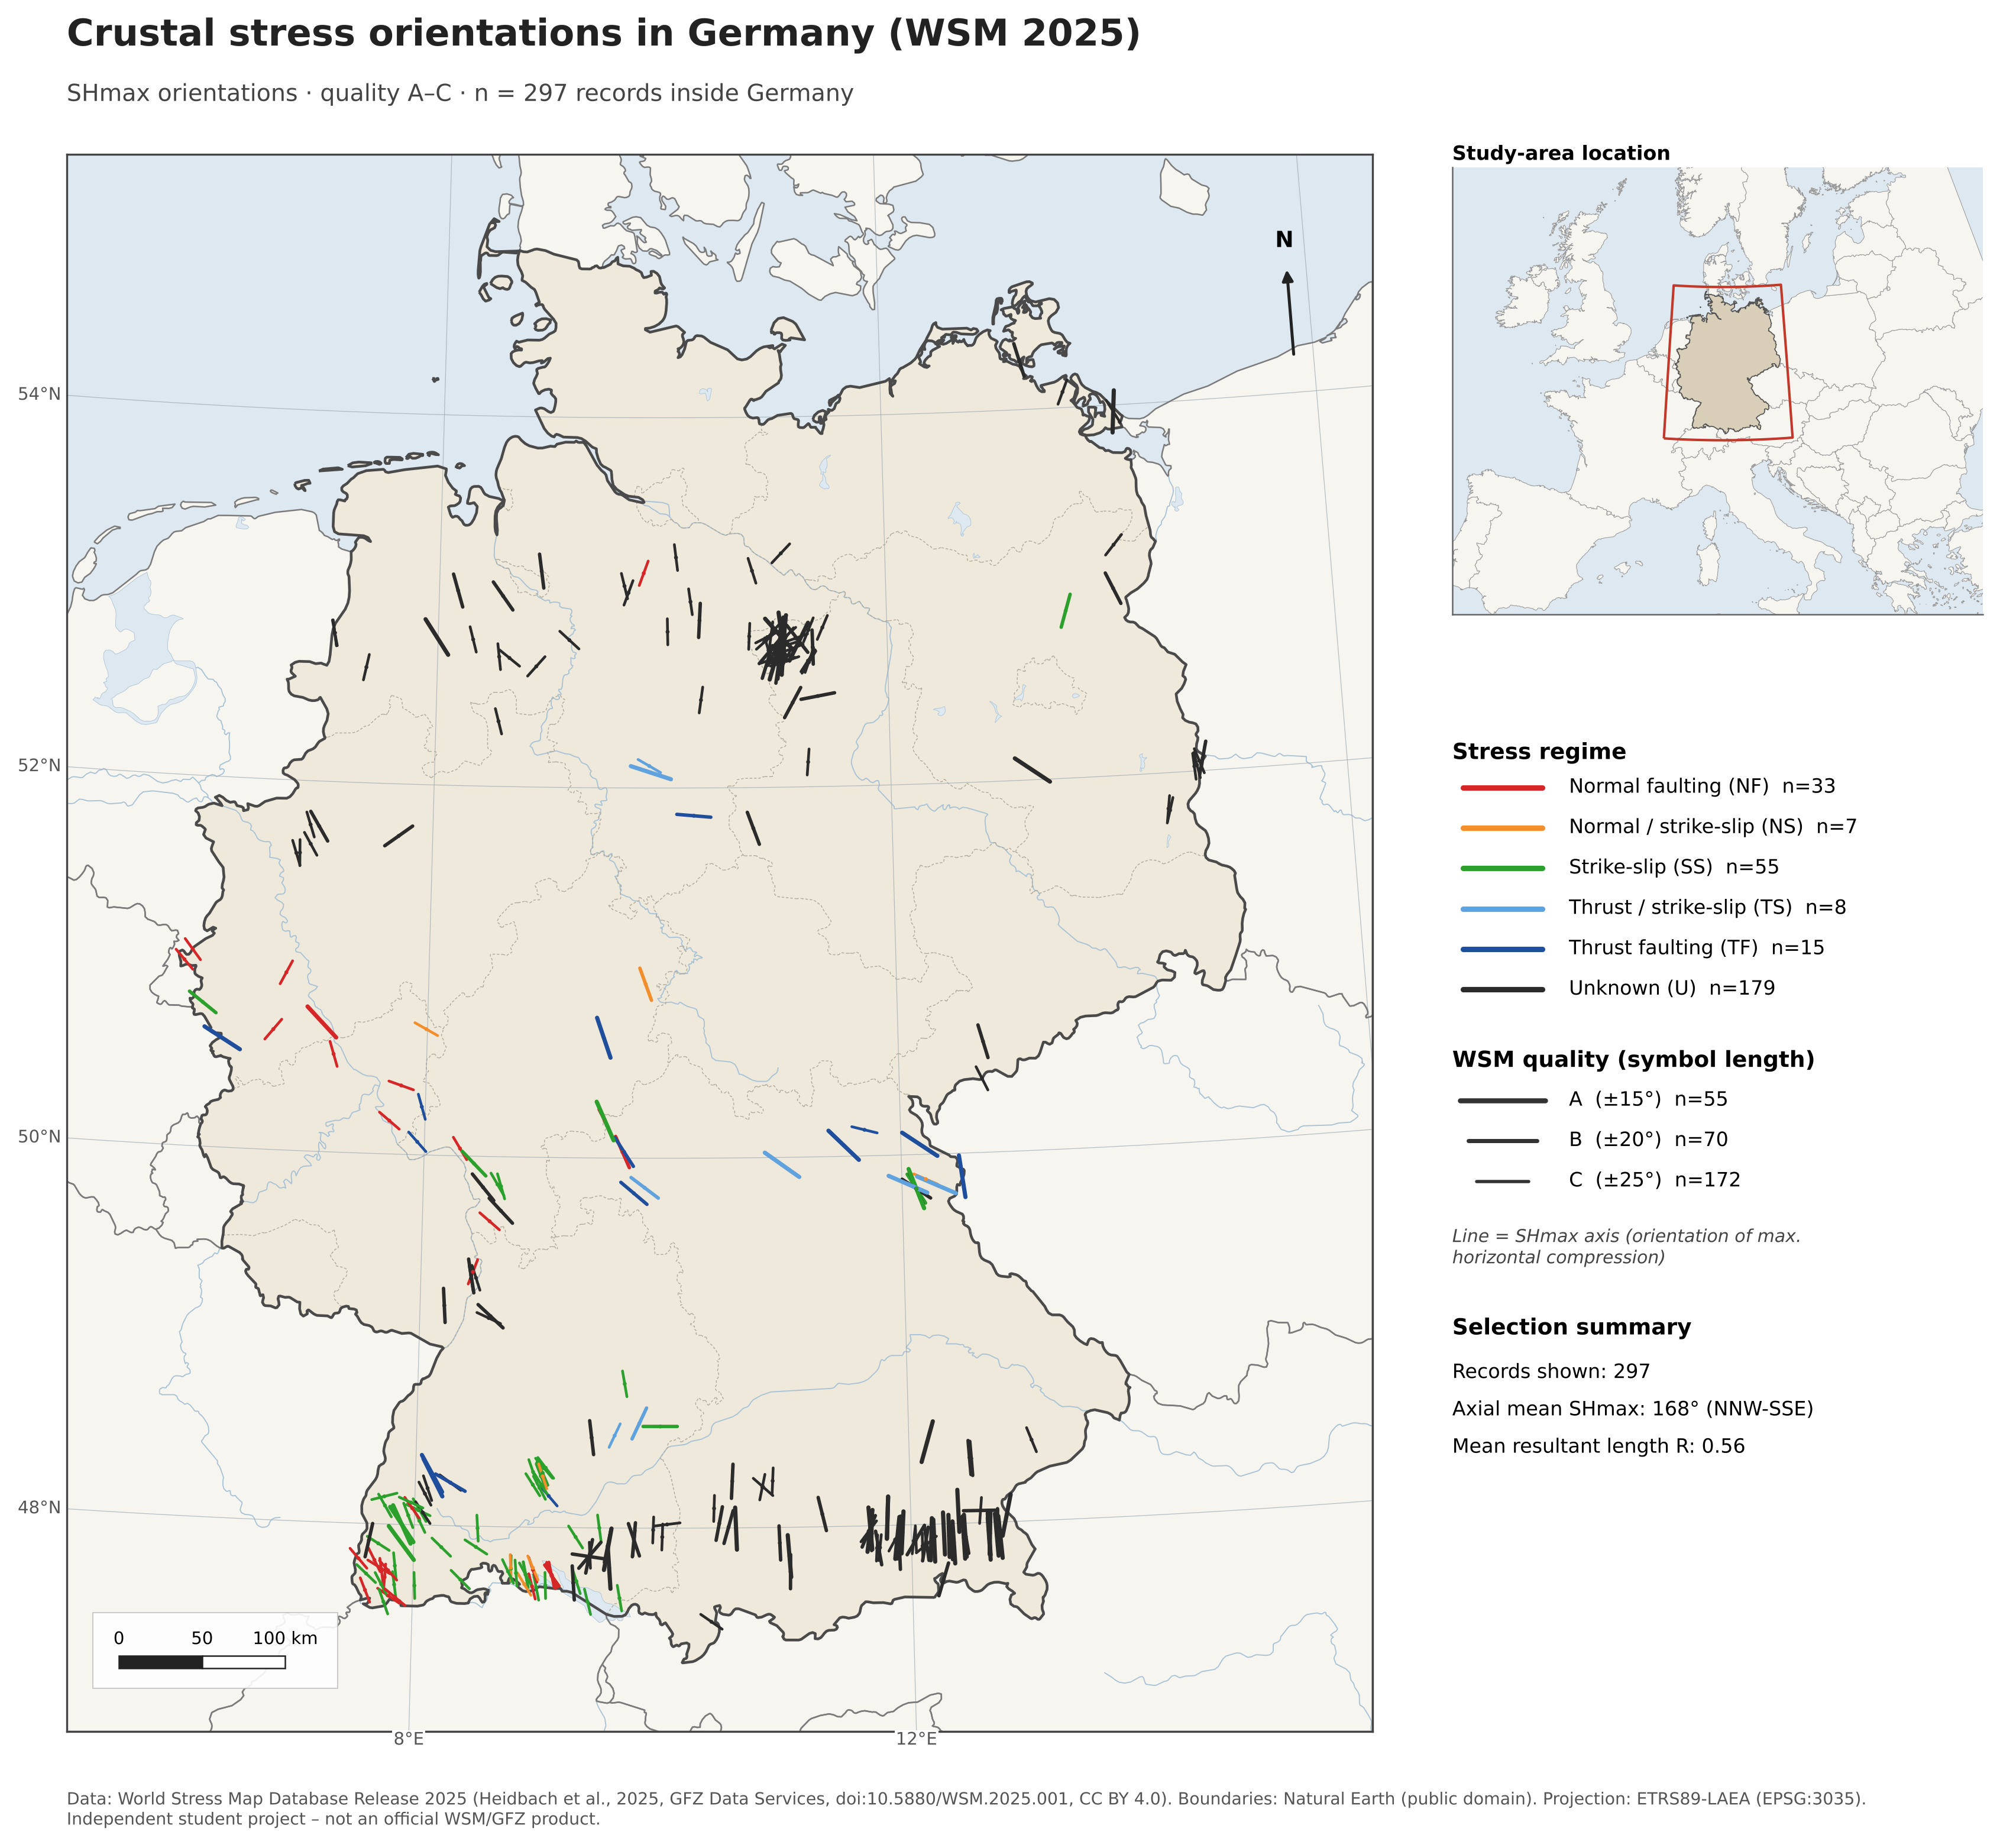 Crustal stress orientations in Germany (WSM 2025)
SHmax orientations · quality A–C · n = 297 records inside Germany
Study-area location
N
54°N
52°N
50°N
48°N
8°E
12°E
0 50 100 km
Stress regime
Normal faulting (NF) n=33
Normal / strike-slip (NS) n=7
Strike-slip (SS) n=55
Thrust / strike-slip (TS) n=8
Thrust faulting (TF) n=15
Unknown (U) n=179
WSM quality (symbol length)
A (±15°) n=55
B (±20°) n=70
C (±25°) n=172
Line = SHmax axis (orientation of max.
horizontal compression)
Selection summary
Records shown: 297
Axial mean SHmax: 168° (NNW-SSE)
Mean resultant length R: 0.56
Data: World Stress Map Database Release 2025 (Heidbach et al., 2025, GFZ Data Services, doi:10.5880/WSM.2025.001, CC BY 4.0). Boundaries: Natural Earth (public domain). Projection: ETRS89-LAEA (EPSG:3035).
Independent student project – not an official WSM/GFZ product.